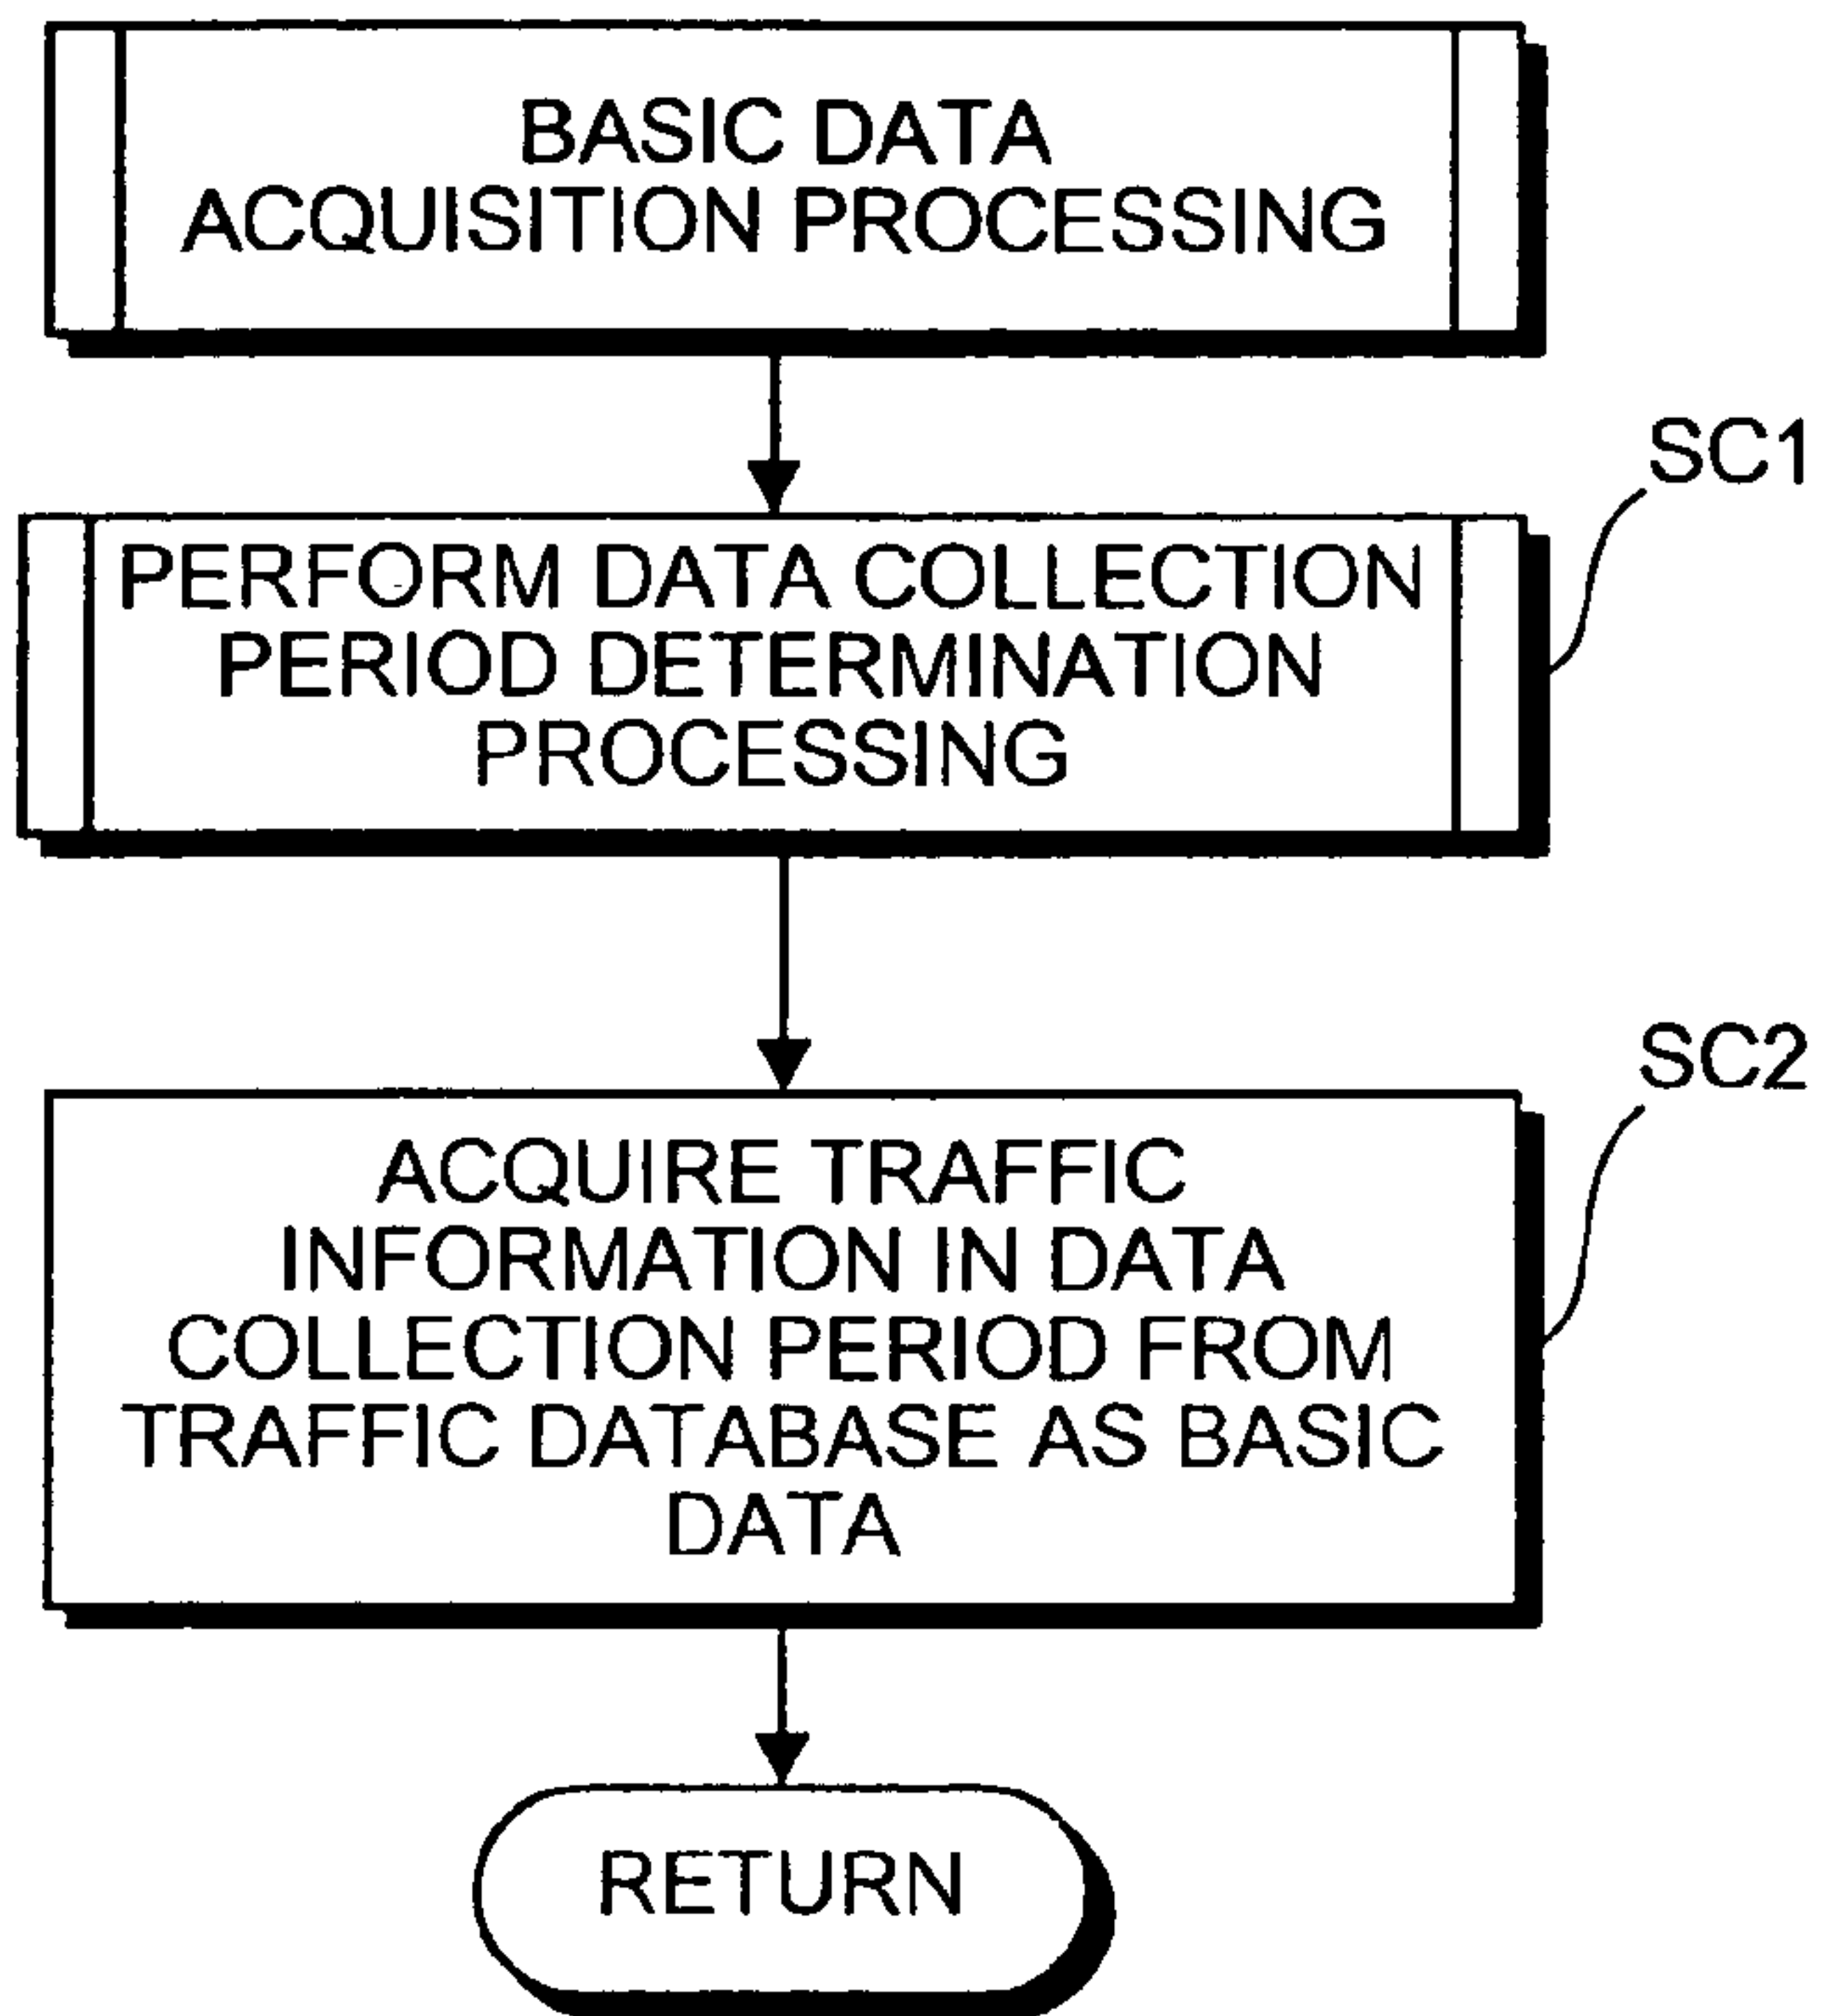 BASIC DATA
ACQUISITION PROCESSING
SC1
PERFORM DATA COLLECTION
PERIOD DETERMINATION
PROCESSING
SC2
ACQUIRE TRAFFIC
INFORMATION IN DATA
COLLECTION PERIOD FROM
TRAFFIC DATABASE AS BASIC
DATA
RETURN